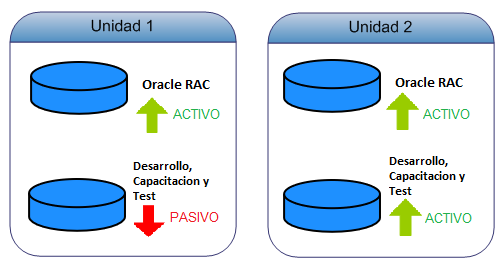 Unidad 1
Oracle RAC
ACTIVO
Desarrollo,
Capacitacion y
Test
PASIVO
Unidad 2
Oracle RAC
ACTIVO
Desarrollo,
Capacitacion y
Test
ACTIVO